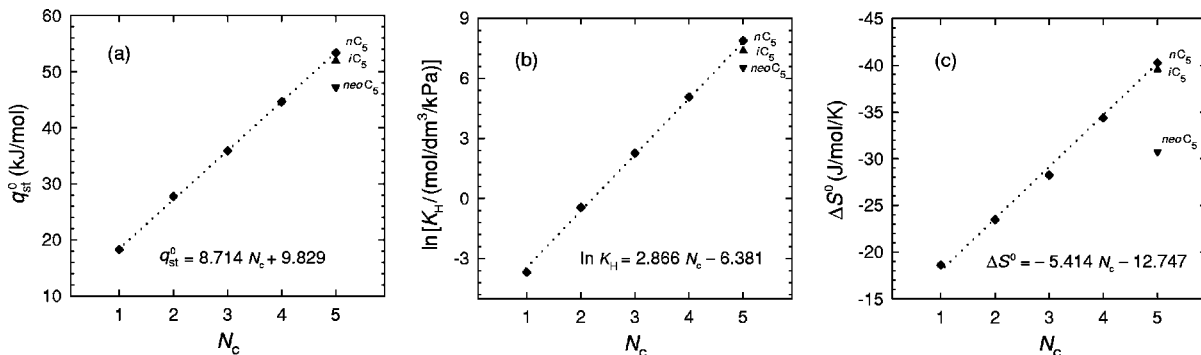 (a)
60
50
40
30
20
10
q⁰st (kJ/mol)
nC5
iC5
neoC5
q⁰st = 8.714 Nc + 9.829
1 2 3 4 5
Nc
(b)
9
6
3
0
-3
ln [KH/(mol/dm³/kPa)]
nC5
iC5
neoC5
ln KH = 2.866 Nc - 6.381
1 2 3 4 5
Nc
(c)
-45
-40
-35
-30
-25
-20
-15
ΔS⁰ (J/mol/K)
nC5
iC5
neoC5
ΔS⁰ = - 5.414 Nc - 12.747
1 2 3 4 5
Nc